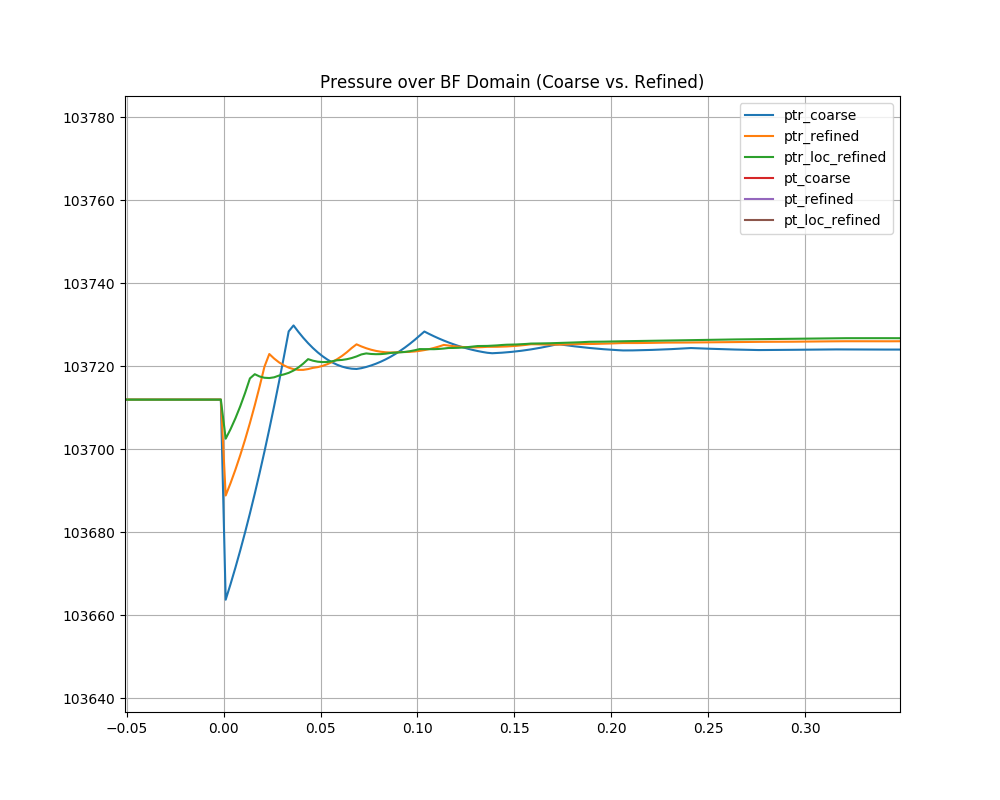 Pressure over BF Domain (Coarse vs. Refined)
103780
103760
103740
103720
103700
103680
103660
103640
ptr_coarse
ptr_refined
ptr_loc_refined
pt_coarse
pt_refined
pt_loc_refined
−0.05 0.00 0.05 0.10 0.15 0.20 0.25 0.30